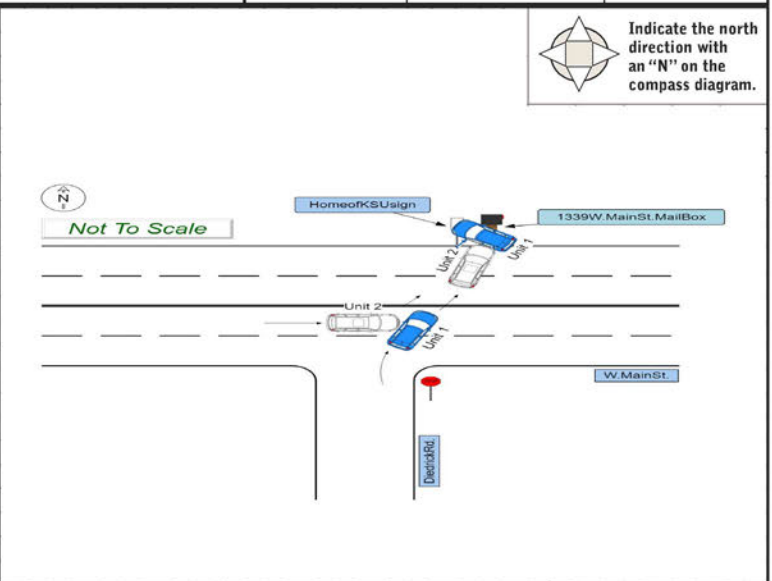 Indicate the north
direction with
an “N” on the
compass diagram.
N
HomeofKSUsign
1339W.MainSt.MailBox
Not To Scale
Unit 2
Unit 1
Unit 2
Unit 1
W.MainSt.
DiedrickRd.